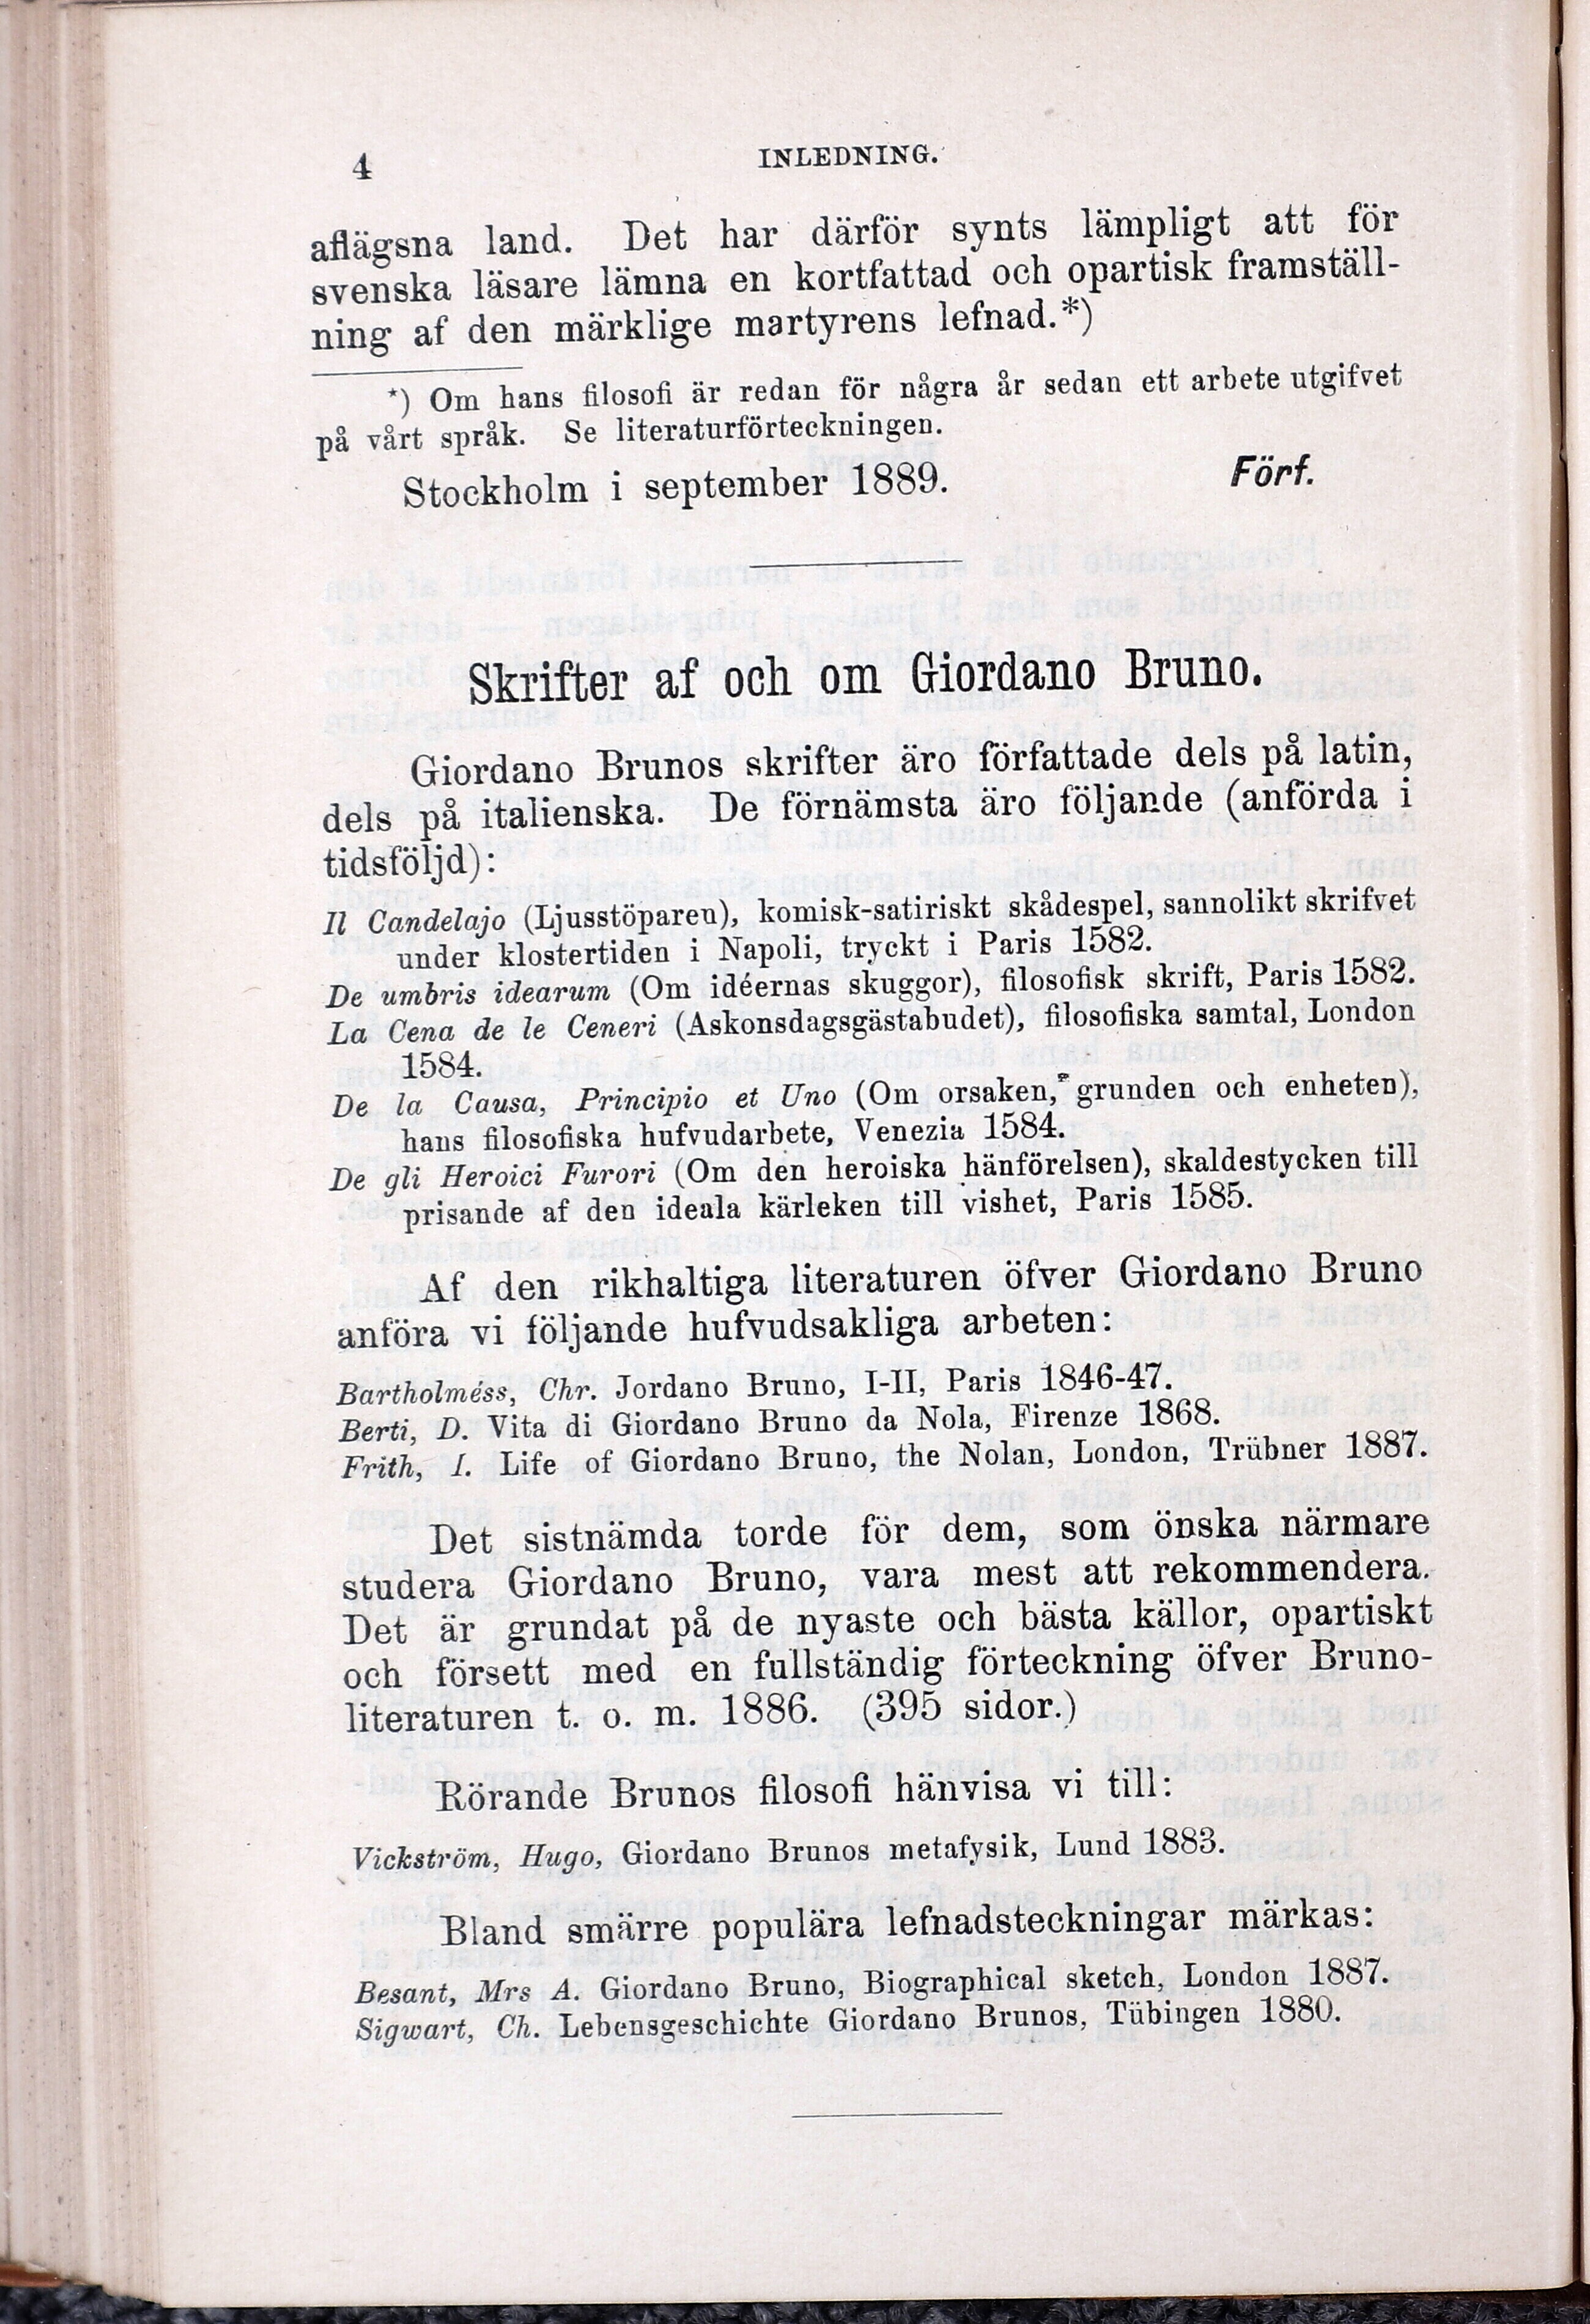 4 INLEDNING.
aflägsna land. Det har därför synts lämpligt att för
svenska läsare lämna en kortfattad och opartisk framställ-
ning af den märklige martyrens lefnad.*)
*) Om hans filosofi är redan för några år sedan ett arbete utgifvet
på vårt språk. Se literaturförteckningen.
Stockholm i september 1889. Förf.
Skrifter af och om Giordano Bruno.
Giordano Brunos skrifter äro författade dels på latin,
dels på italienska. De förnämsta äro följande (anförda i
tidsföljd):
Il Candelajo (Ljusstöparen), komisk-satiriskt skådespel, sannolikt skrifvet
under klostertiden i Napoli, tryckt i Paris 1582.
De umbris idearum (Om idéernas skuggor), filosofisk skrift, Paris 1582.
La Cena de le Ceneri (Askonsdagsgästabudet), filosofiska samtal, London
1584.
De la Causa, Principio et Uno (Om orsaken, grunden och enheten),
hans filosofiska hufvudarbete, Venezia 1584.
De gli Heroici Furori (Om den heroiska hänförelsen), skaldestycken till
prisande af den ideala kärleken till vishet, Paris 1585.
Af den rikhaltiga literaturen öfver Giordano Bruno
anföra vi följande hufvudsakliga arbeten:
Bartholméss, Chr. Jordano Bruno, I-II, Paris 1846-47.
Berti, D. Vita di Giordano Bruno da Nola, Firenze 1868.
Frith, I. Life of Giordano Bruno, the Nolan, London, Trübner 1887.
Det sistnämda torde för dem, som önska närmare
studera Giordano Bruno, vara mest att rekommendera.
Det är grundat på de nyaste och bästa källor, opartiskt
och försett med en fullständig förteckning öfver Bruno-
literaturen t. o. m. 1886. (395 sidor.)
Rörande Brunos filosofi hänvisa vi till:
Vickström, Hugo, Giordano Brunos metafysik, Lund 1883.
Bland smärre populära lefnadsteckningar märkas:
Besant, Mrs A. Giordano Bruno, Biographical sketch, London 1887.
Sigwart, Ch. Lebensgeschichte Giordano Brunos, Tübingen 1880.